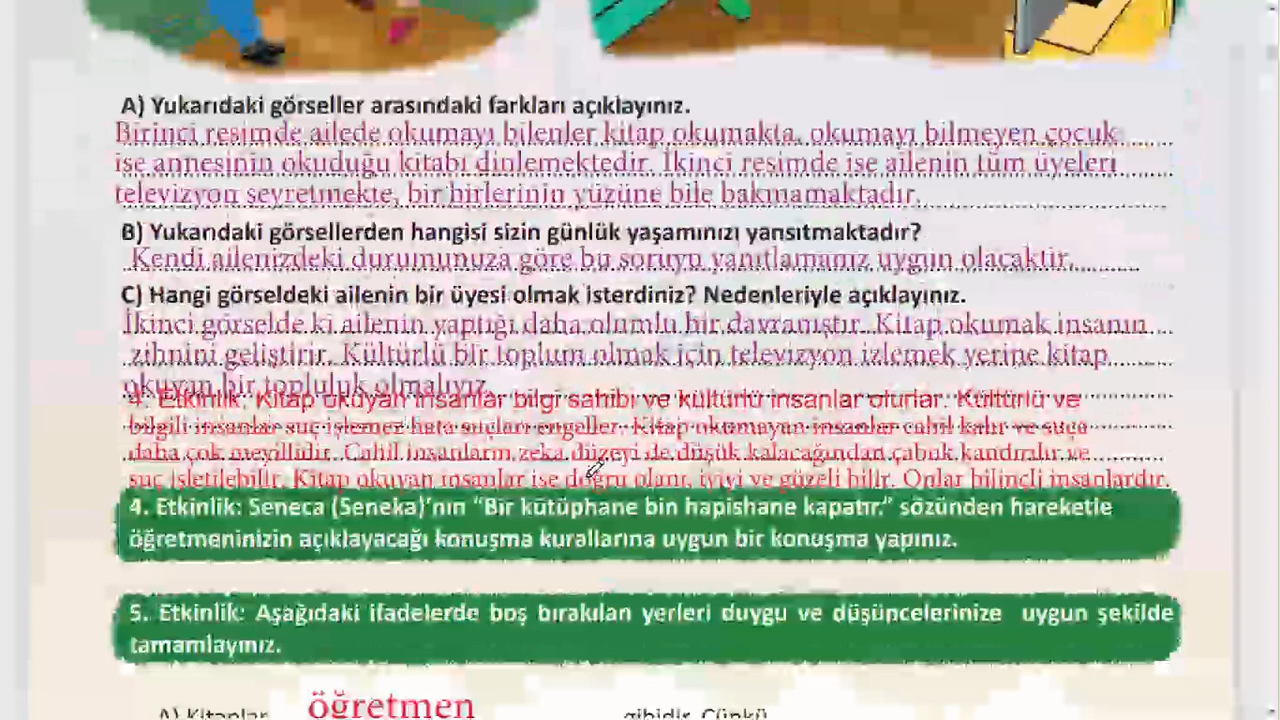 A) Yukarıdaki görseller arasındaki farkları açıklayınız.
Birinci resimde ailede okumayı bilenler kitap okumakta, okumayı bilmeyen çocuk
ise annesinin okuduğu kitabı dinlemektedir. İkinci resimde ise ailenin tüm üyeleri
televizyon seyretmekte, bir birlerinin yüzüne bile bakmamaktadır.
B) Yukarıdaki görsellerden hangisi sizin günlük yaşamınızı yansıtmaktadır?
Kendi ailenizdeki durumunuza göre bu soruyu yanıtlamanız uygun olacaktır.
C) Hangi görseldeki ailenin bir üyesi olmak isterdiniz? Nedenleriyle açıklayınız.
İkinci görselde ki ailenin yaptığı daha olumlu bir davranıştır. Kitap okumak insanın
zihnini geliştirir. Kültürlü bir toplum olmak için televizyon izlemek yerine kitap
okuyan bir topluluk olmalıyız.
4. Etkinlik: Kitap okuyan insanlar bilgi sahibi ve kültürlü insanlar olurlar. Kültürlü ve
bilgili insanlar suç işlemez hata suçları engeller. Kitap okumayan insanlar cahil kalır ve suça
daha çok meyillidir. Cahil insanların zeka düzeyi de düşük kalacağından çabuk kandırılır ve
suç işletilebilir. Kitap okuyan insanlar ise doğru olanı, iyiyi ve güzeli bilir. Onlar bilinçli insanlardır.
4. Etkinlik: Seneca (Seneka)'nın "Bir kütüphane bin hapishane kapatır." sözünden hareketle
öğretmeninizin açıklayacağı konuşma kurallarına uygun bir konuşma yapınız.
5. Etkinlik: Aşağıdaki ifadelerde boş bırakılan yerleri duygu ve düşüncelerinize uygun şekilde
tamamlayınız.
A) Kitaplar öğretmen gibidir. Çünkü